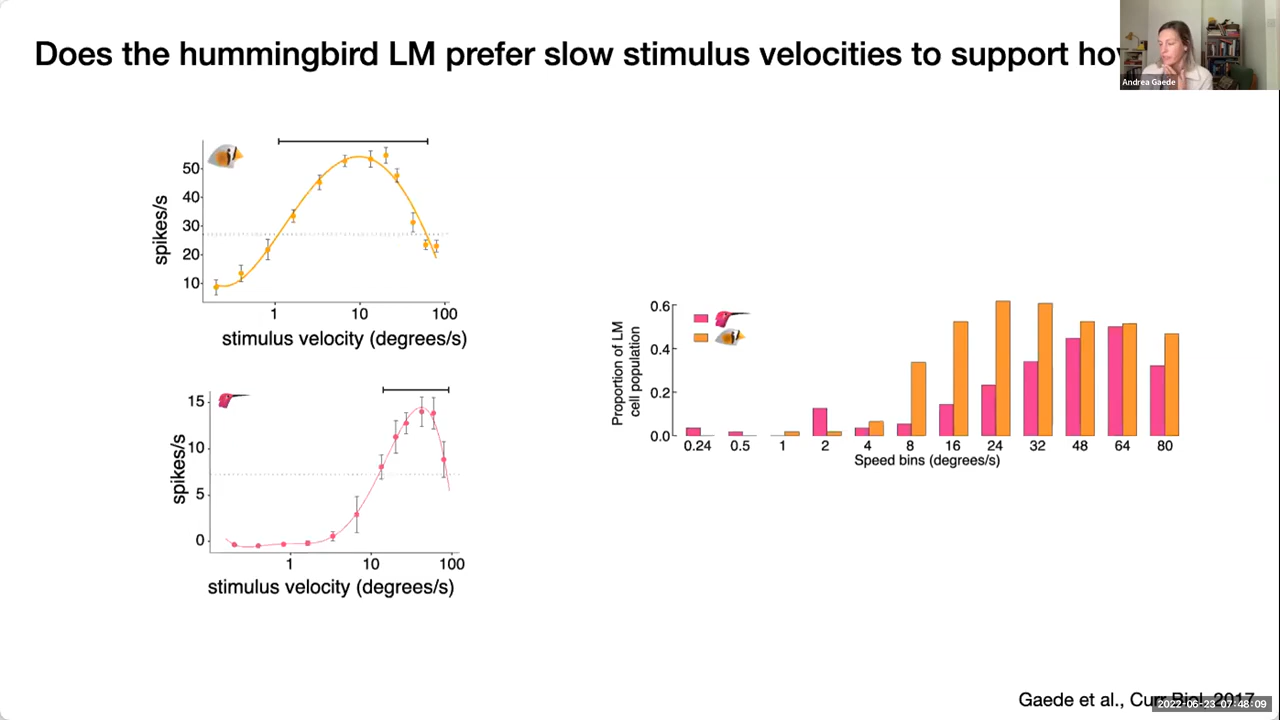 Does the hummingbird LM prefer slow stimulus velocities to support
Andrea Gaede
50
40
30
20
10
spikes/s
1 10 100
stimulus velocity (degrees/s)
15
10
5
0
spikes/s
1 10 100
stimulus velocity (degrees/s)
0.6
0.4
0.2
0.0
Proportion of LM
cell population
0.24 0.5 1 2 4 8 16 24 32 48 64 80
Speed bins (degrees/s)
Gaede et al., Curr Biol, 2017
2022-06-23 07:48:09